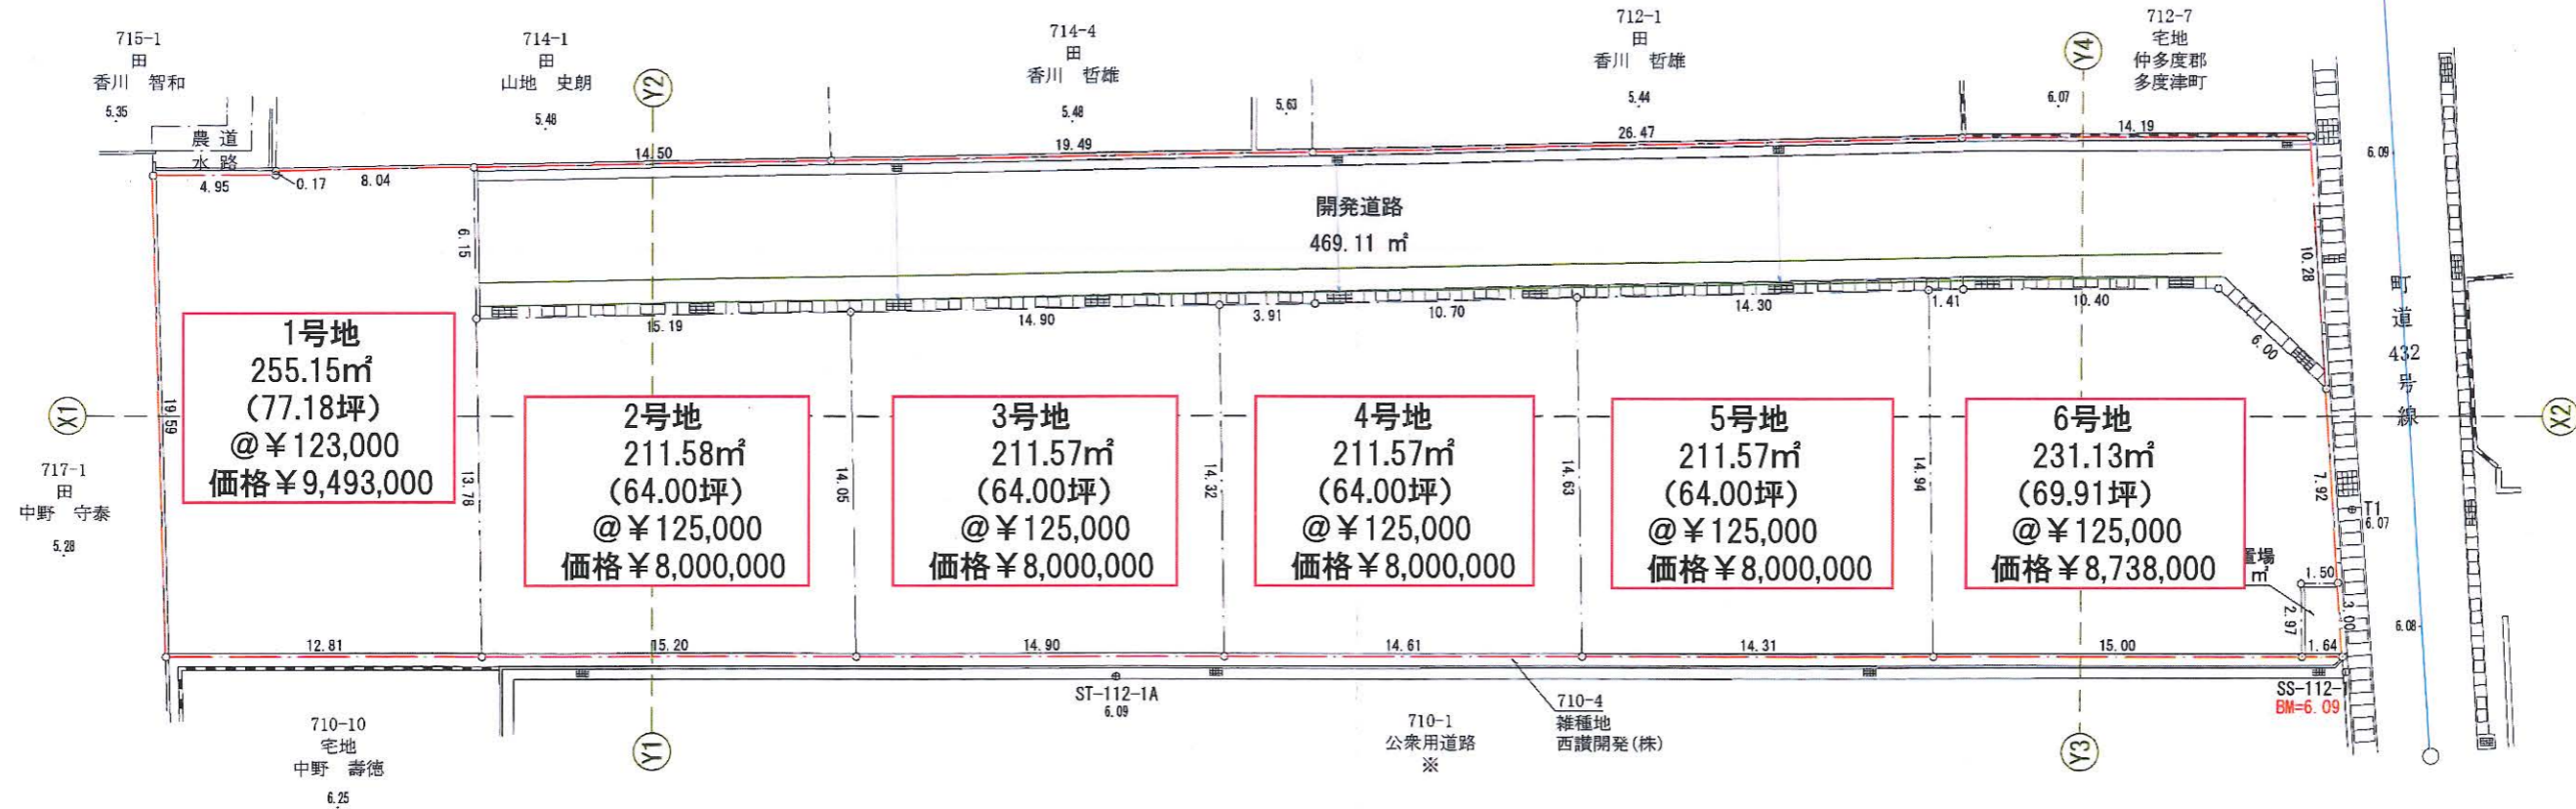 715-1
田
香川 智和
5.35
714-1
田
山地 史朗
5.48
714-4
田
香川 哲雄
5.48
5.63
712-1
田
香川 哲雄
5.44
712-7
宅地
仲多度郡
多度津町
6.07
Y2
Y4
農道
水路
4.95
0.17
8.04
14.50
19.49
26.47
14.19
6.09
6.15
開発道路
469.11 ㎡
10.28
町道432号線
15.19
14.90
3.91
10.70
14.30
1.41
10.40
6.00
X1
X2
19.59
1号地
255.15㎡
(77.18坪)
@¥123,000
価格¥9,493,000
13.78
2号地
211.58㎡
(64.00坪)
@¥125,000
価格¥8,000,000
14.05
3号地
211.57㎡
(64.00坪)
@¥125,000
価格¥8,000,000
14.32
4号地
211.57㎡
(64.00坪)
@¥125,000
価格¥8,000,000
14.63
5号地
211.57㎡
(64.00坪)
@¥125,000
価格¥8,000,000
14.94
6号地
231.13㎡
(69.91坪)
@¥125,000
価格¥8,738,000
7.92
T1
6.07
置場
㎡
1.50
2.97
3.00
6.08
717-1
田
中野 守泰
5.28
12.81
15.20
14.90
14.61
14.31
15.00
1.64
ST-112-1A
6.09
SS-112-
BM=6.09
710-10
宅地
中野 壽徳
6.25
Y1
710-1
公衆用道路
※
710-4
雑種地
西讃開発(株)
Y3